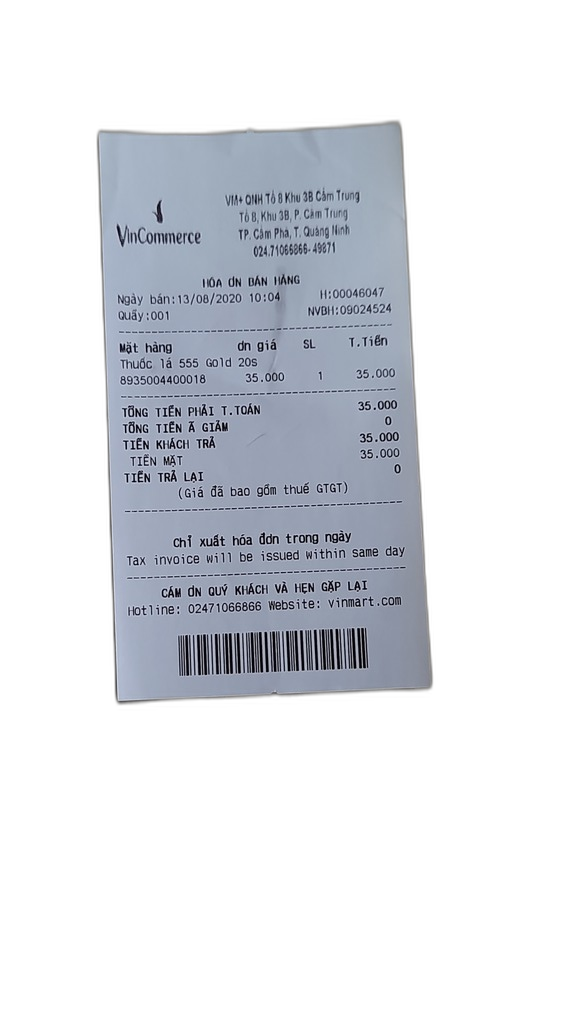 VinCommerce
VM+ QNH Tổ 8 Khu 3B Cẩm Trung
Tổ 8, Khu 3B, P. Cẩm Trung
TP. Cẩm Phả, T. Quảng Ninh
024.71066866-49871
HÓA ƠN BÁN HÀNG
Ngày bán:13/08/2020 10:04 H:00046047
Quầy:001 NVBH:09024524
Mặt hàng ơn giá SL T.Tiền
Thuốc lá 555 Gold 20s
8935004400018 35.000 1 35.000
TỔNG TIỀN PHẢI T.TOÁN 35.000
TỔNG TIỀN Ã GIẢM 0
TIỀN KHÁCH TRẢ 35.000
TIỀN MẶT 35.000
TIỀN TRẢ LẠI 0
(Giá đã bao gồm thuế GTGT)
Chỉ xuất hóa đơn trong ngày
Tax invoice will be issued within same day
CÁM ƠN QUÝ KHÁCH VÀ HẸN GẶP LẠI
Hotline: 02471066866 Website: vinmart.com